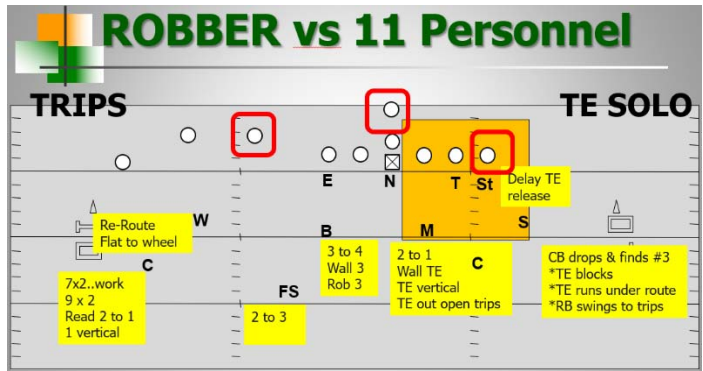 ROBBER vs 11 Personnel
TRIPS
TE SOLO
E
N
T
St
Delay TE
release
W
Re-Route
Flat to wheel
B
M
S
C
7x2..work
9 x 2
Read 2 to 1
1 vertical
FS
2 to 3
3 to 4
Wall 3
Rob 3
2 to 1
Wall TE
TE vertical
TE out open trips
C
CB drops & finds #3
*TE blocks
*TE runs under route
*RB swings to trips